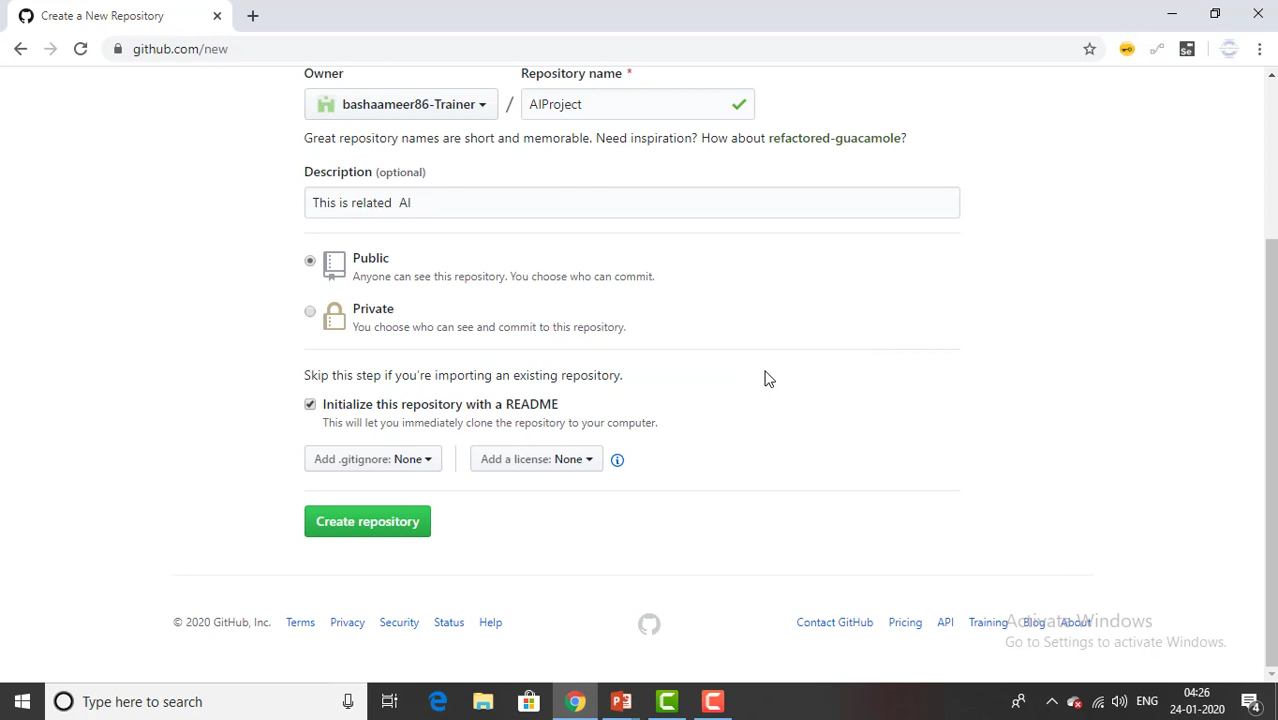 Create a New Repository
github.com/new
Se
Owner
Repository name *
bashaameer86-Trainer
/
AIProject
Great repository names are short and memorable. Need inspiration? How about refactored-guacamole?
Description (optional)
This is related  AI
Public
Anyone can see this repository. You choose who can commit.
Private
You choose who can see and commit to this repository.
Skip this step if you're importing an existing repository.
Initialize this repository with a README
This will let you immediately clone the repository to your computer.
Add .gitignore: None
Add a license: None
Create repository
© 2020 GitHub, Inc. Terms Privacy Security Status Help
Contact GitHub Pricing API Training Blog About
Activate Windows
Go to Settings to activate Windows.
Type here to search
ENG
04:26
24-01-2020
4